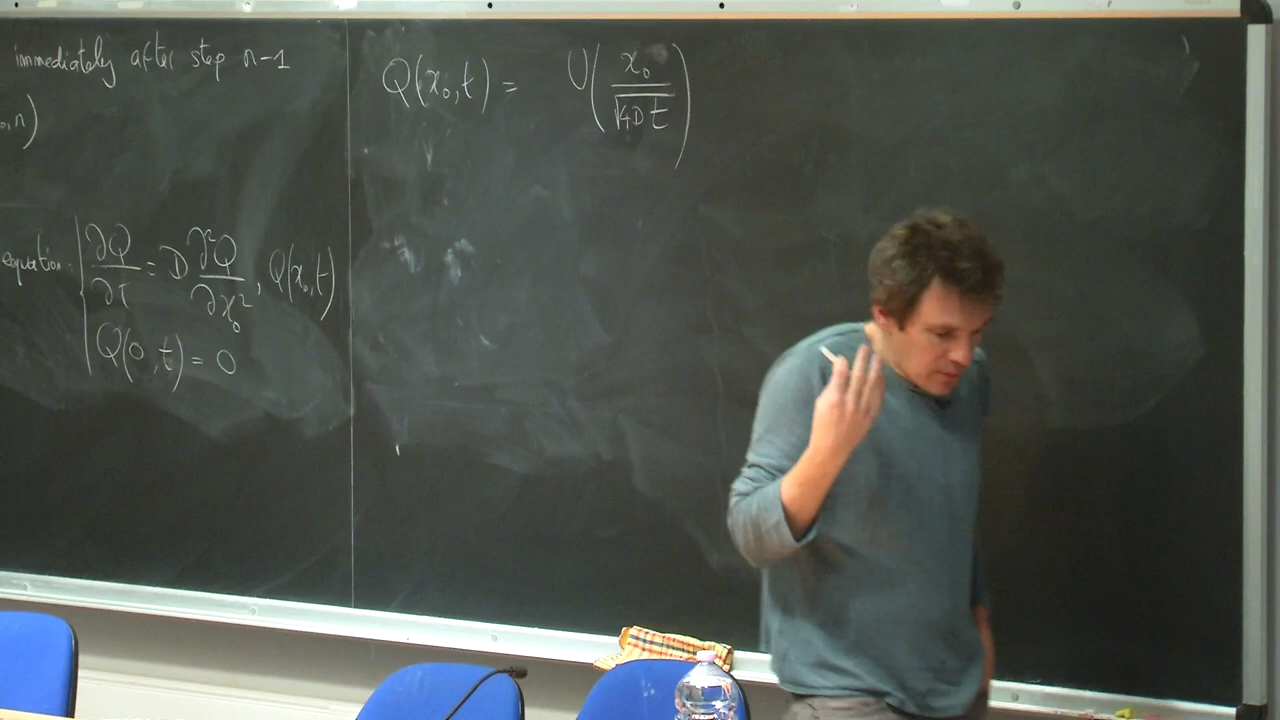 immediately after step n-1
,n)
equation: ∂Q/∂t = D ∂²Q/∂x₀², Q(x₀,t)
Q(0,t) = 0
Q(x₀,t) = U(x₀/√4Dt)